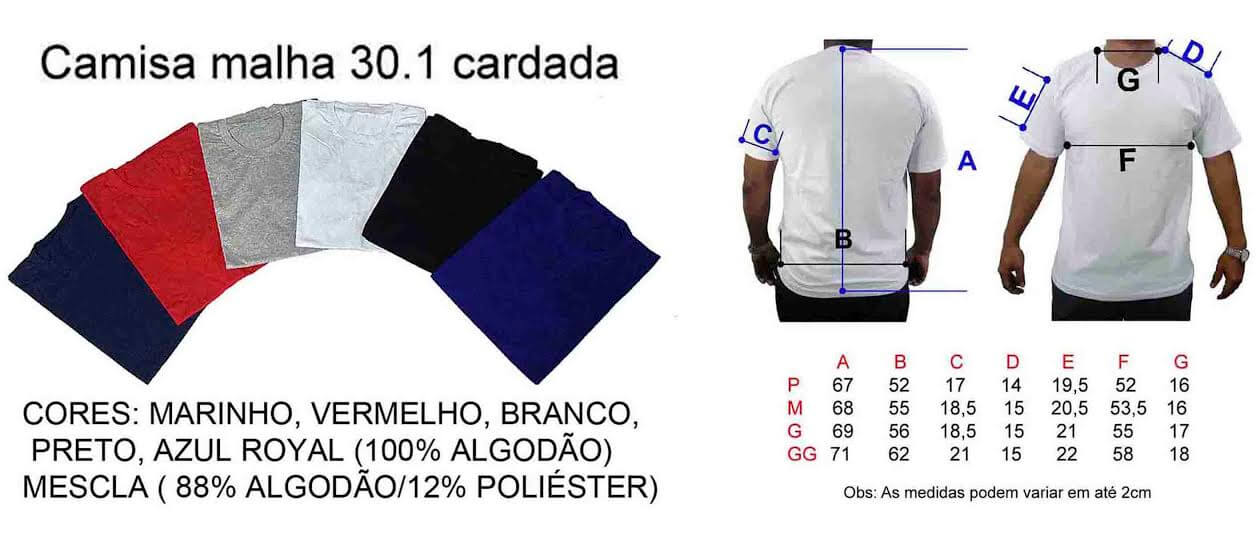 Camisa malha 30.1 cardada
CORES: MARINHO, VERMELHO, BRANCO,
PRETO, AZUL ROYAL (100% ALGODÃO)
MESCLA ( 88% ALGODÃO/12% POLIÉSTER)
C
A
B
E
G
D
F
A B C D E F G
P 67 52 17 14 19,5 52 16
M 68 55 18,5 15 20,5 53,5 16
G 69 56 18,5 15 21 55 17
GG 71 62 21 15 22 58 18
Obs: As medidas podem variar em até 2cm